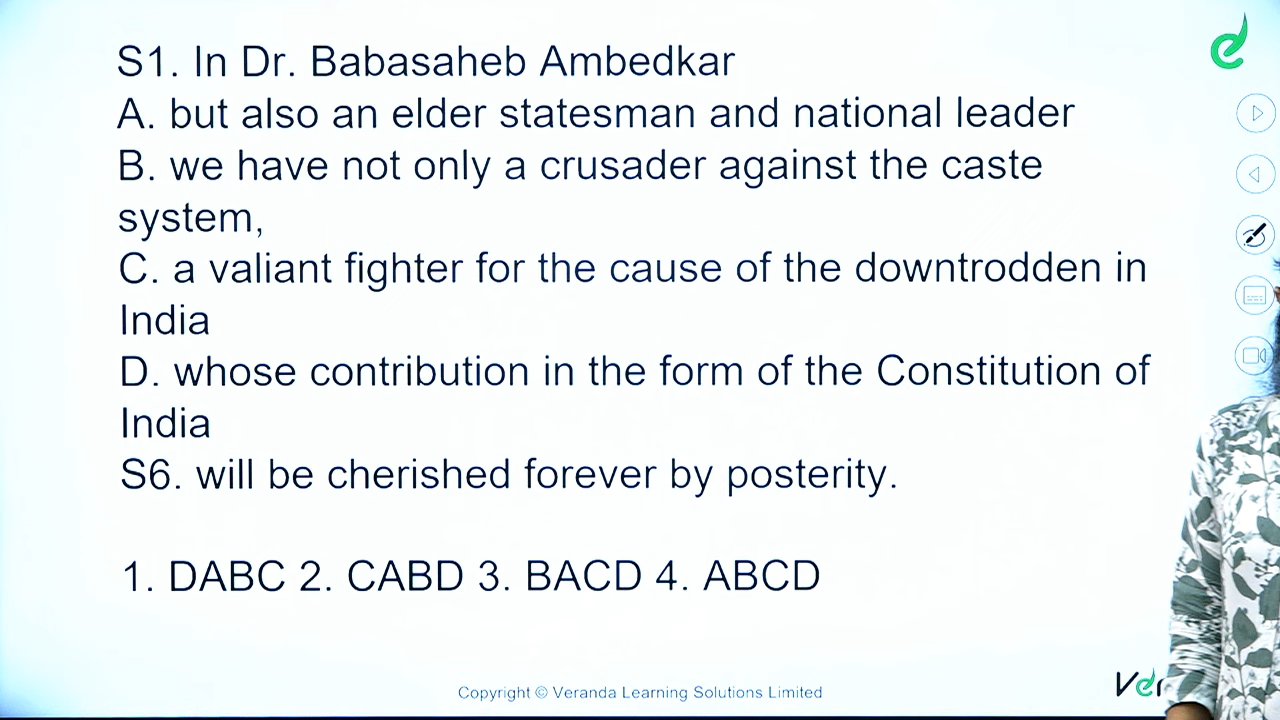 S1. In Dr. Babasaheb Ambedkar
A. but also an elder statesman and national leader
B. we have not only a crusader against the caste
system,
C. a valiant fighter for the cause of the downtrodden in
India
D. whose contribution in the form of the Constitution of
India
S6. will be cherished forever by posterity.
1. DABC 2. CABD 3. BACD 4. ABCD
Copyright © Veranda Learning Solutions Limited